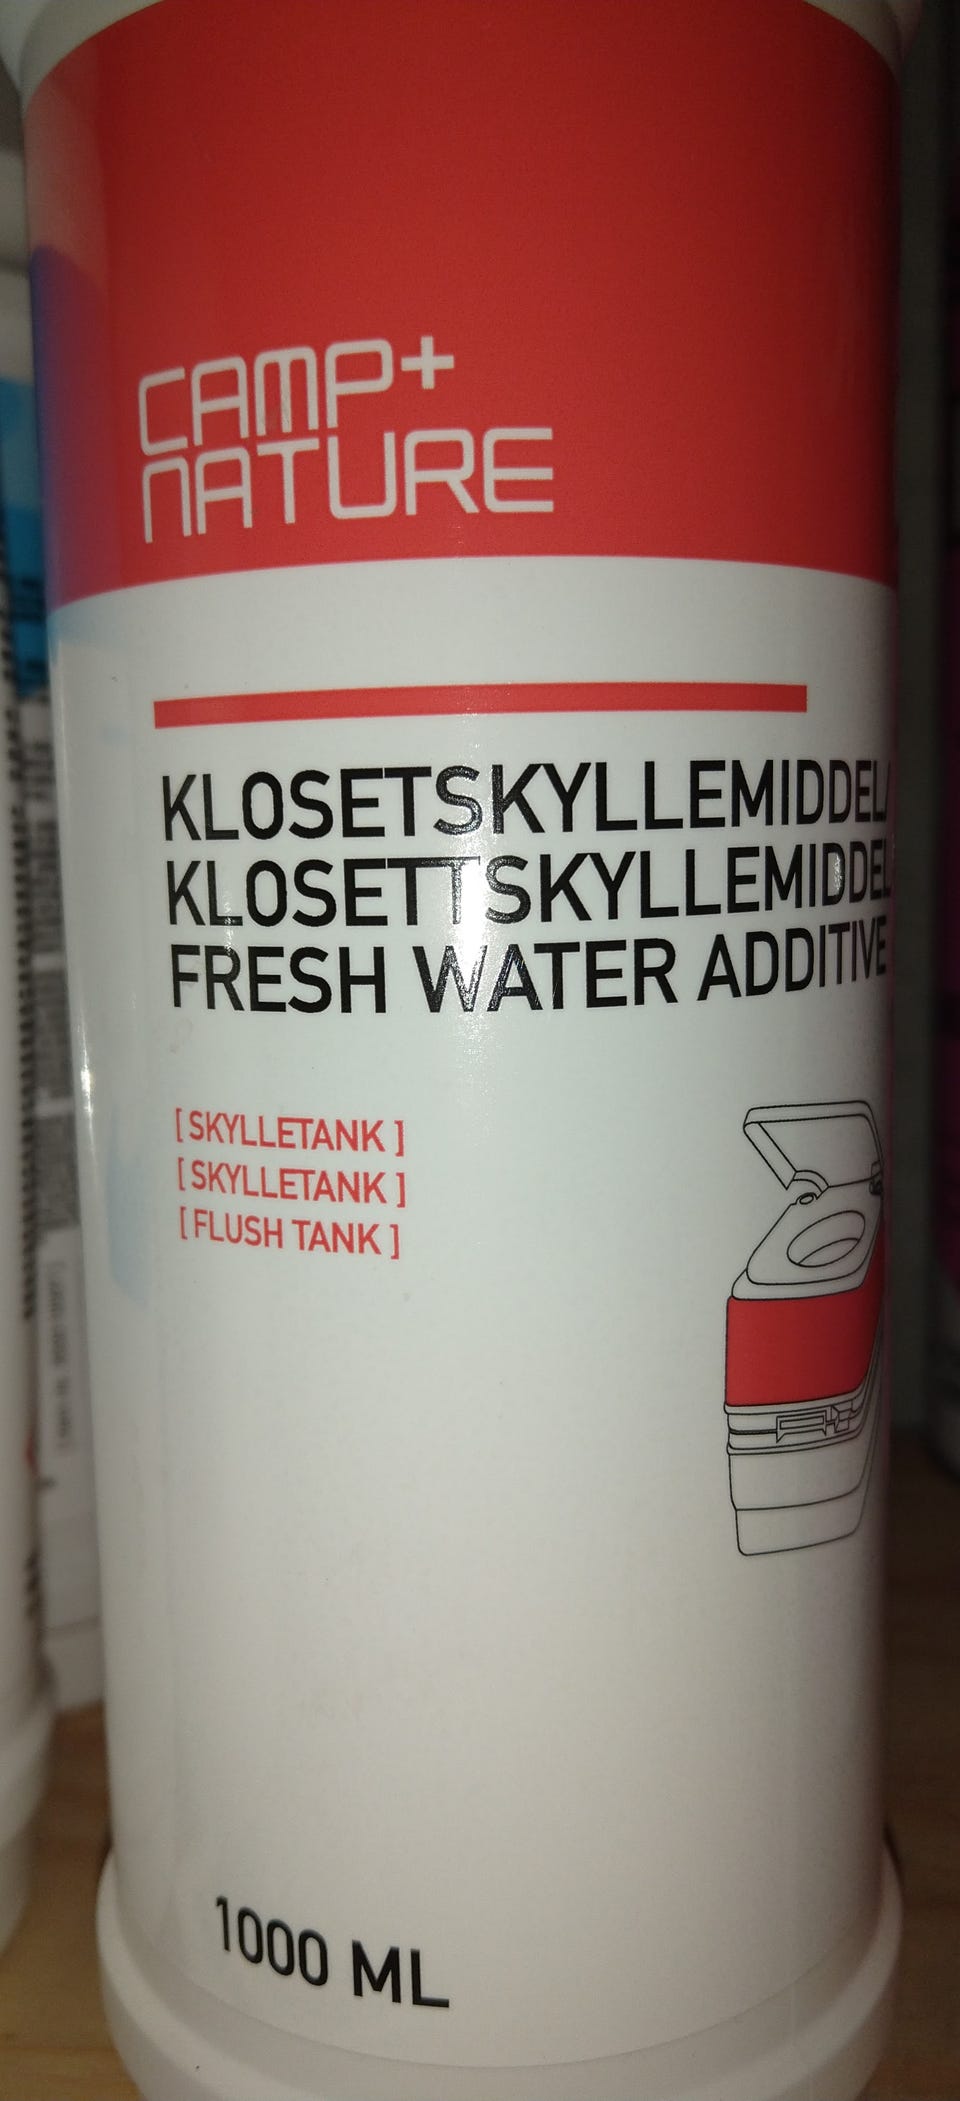 CAMP+
NATURE
KLOSETSKYLLEMIDDEL/
KLOSETTSKYLLEMIDDEL
FRESH WATER ADDITIVE
[ SKYLLETANK ]
[ SKYLLETANK ]
[ FLUSH TANK ]
1000 ML